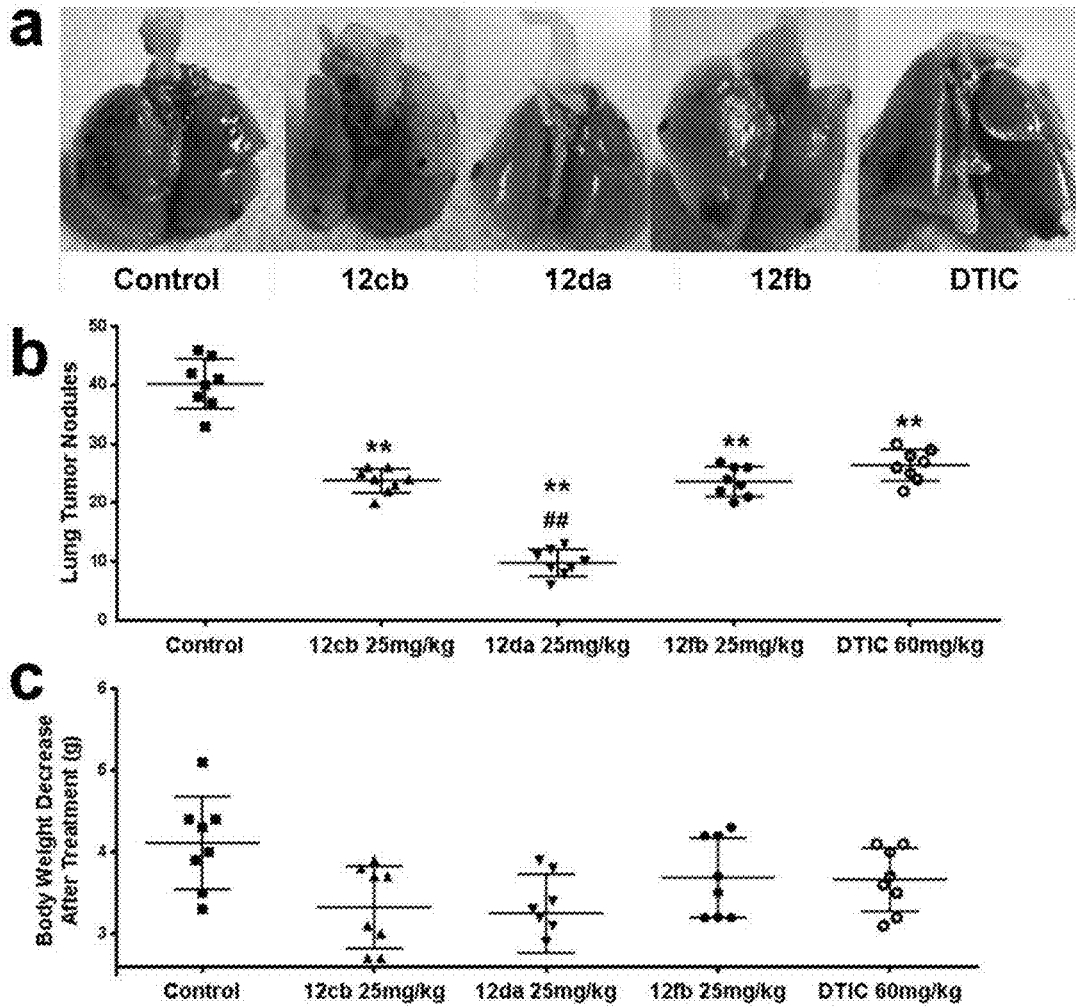 a
Control 12cb 12da 12fb DTIC
b
Lung Tumor Nodules
50
40
30
20
10
0
**
**
##
**
**
Control 12cb 25mg/kg 12da 25mg/kg 12fb 25mg/kg DTIC 60mg/kg
c
Body Weight Decrease
After Treatment (g)
6
5
4
3
Control 12cb 25mg/kg 12da 25mg/kg 12fb 25mg/kg DTIC 60mg/kg